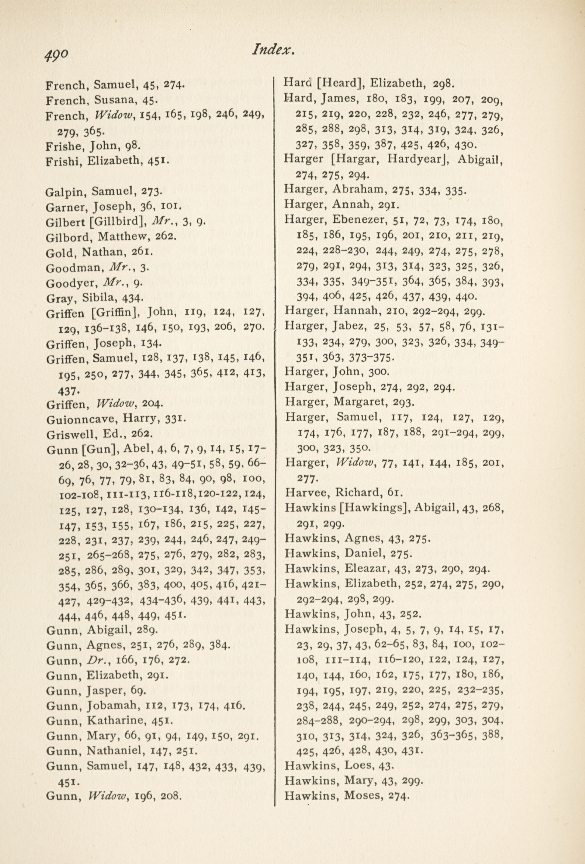 490
Index.
French, Samuel, 45, 274.
French, Susana, 45.
French, Widow, 154, 165, 198, 246, 249,
279, 365.
Frishe, John, 98.
Frishi, Elizabeth, 451.
Galpin, Samuel, 273.
Garner, Joseph, 36, 101.
Gilbert [Gillbird], Mr., 3, 9.
Gilbord, Matthew, 262.
Gold, Nathan, 261.
Goodman, Mr., 3.
Goodyer, Mr., 9.
Gray, Sibila, 434.
Griffen [Griffin], John, 119, 124, 127,
129, 136-138, 146, 150, 193, 206, 270.
Griffen, Joseph, 134.
Griffen, Samuel, 128, 137, 138, 145, 146,
195, 250, 277, 344, 345, 365, 412, 413,
437.
Griffen, Widow, 204.
Guionncave, Harry, 331.
Griswell, Ed., 262.
Gunn [Gun], Abel, 4, 6, 7, 9, 14, 15, 17-
26, 28, 30, 32-36, 43, 49-51, 58, 59, 66-
69, 76, 77, 79, 81, 83, 84, 90, 98, 100,
102-108, 111-113, 116-118, 120-122, 124,
125, 127, 128, 130-134, 136, 142, 145-
147, 153, 155, 167, 186, 215, 225, 227,
228, 231, 237, 239, 244, 246, 247, 249-
251, 265-268, 275, 276, 279, 282, 283,
285, 286, 289, 301, 329, 342, 347, 353,
354, 365, 366, 383, 400, 405, 416, 421-
427, 429-432, 434-436, 439, 441, 443,
444, 446, 448, 449, 451.
Gunn, Abigail, 289.
Gunn, Agnes, 251, 276, 289, 384.
Gunn, Dr., 166, 176, 272.
Gunn, Elizabeth, 291.
Gunn, Jasper, 69.
Gunn, Jobamah, 112, 173, 174, 416.
Gunn, Katharine, 451.
Gunn, Mary, 66, 91, 94, 149, 150, 291.
Gunn, Nathaniel, 147, 251.
Gunn, Samuel, 147, 148, 432, 433, 439,
451.
Gunn, Widow, 196, 208.
Hard [Heard], Elizabeth, 298.
Hard, James, 180, 183, 199, 207, 209,
215, 219, 220, 228, 232, 246, 277, 279,
285, 288, 298, 313, 314, 319, 324, 326,
327, 358, 359, 387, 425, 426, 430.
Harger [Hargar, Hardyear], Abigail,
274, 275, 294.
Harger, Abraham, 275, 334, 335.
Harger, Annah, 291.
Harger, Ebenezer, 51, 72, 73, 174, 180,
185, 186, 195, 196, 201, 210, 211, 219,
224, 228-230, 244, 249, 274, 275, 278,
279, 291, 294, 313, 314, 323, 325, 326,
334, 335, 349-351, 364, 365, 384, 393,
394, 406, 425, 426, 437, 439, 440.
Harger, Hannah, 210, 292-294, 299.
Harger, Jabez, 25, 53, 57, 58, 76, 131-
133, 234, 279, 300, 323, 326, 334, 349-
351, 363, 373-375.
Harger, John, 300.
Harger, Joseph, 274, 292, 294.
Harger, Margaret, 293.
Harger, Samuel, 117, 124, 127, 129,
174, 176, 177, 187, 188, 291-294, 299,
300, 323, 350.
Harger, Widow, 77, 141, 144, 185, 201,
277.
Harvee, Richard, 61.
Hawkins [Hawkings], Abigail, 43, 268,
291, 299.
Hawkins, Agnes, 43, 275.
Hawkins, Daniel, 275.
Hawkins, Eleazar, 43, 273, 290, 294.
Hawkins, Elizabeth, 252, 274, 275, 290,
292-294, 298, 299.
Hawkins, John, 43, 252.
Hawkins, Joseph, 4, 5, 7, 9, 14, 15, 17,
23, 29, 37, 43, 62-65, 83, 84, 100, 102-
108, 111-114, 116-120, 122, 124, 127,
140, 144, 160, 162, 175, 177, 180, 186,
194, 195, 197, 219, 220, 225, 232-235,
238, 244, 245, 249, 252, 274, 275, 279,
284-288, 290-294, 298, 299, 303, 304,
310, 313, 314, 324, 326, 363-365, 388,
425, 426, 428, 430, 431.
Hawkins, Loes, 43.
Hawkins, Mary, 43, 299.
Hawkins, Moses, 274.